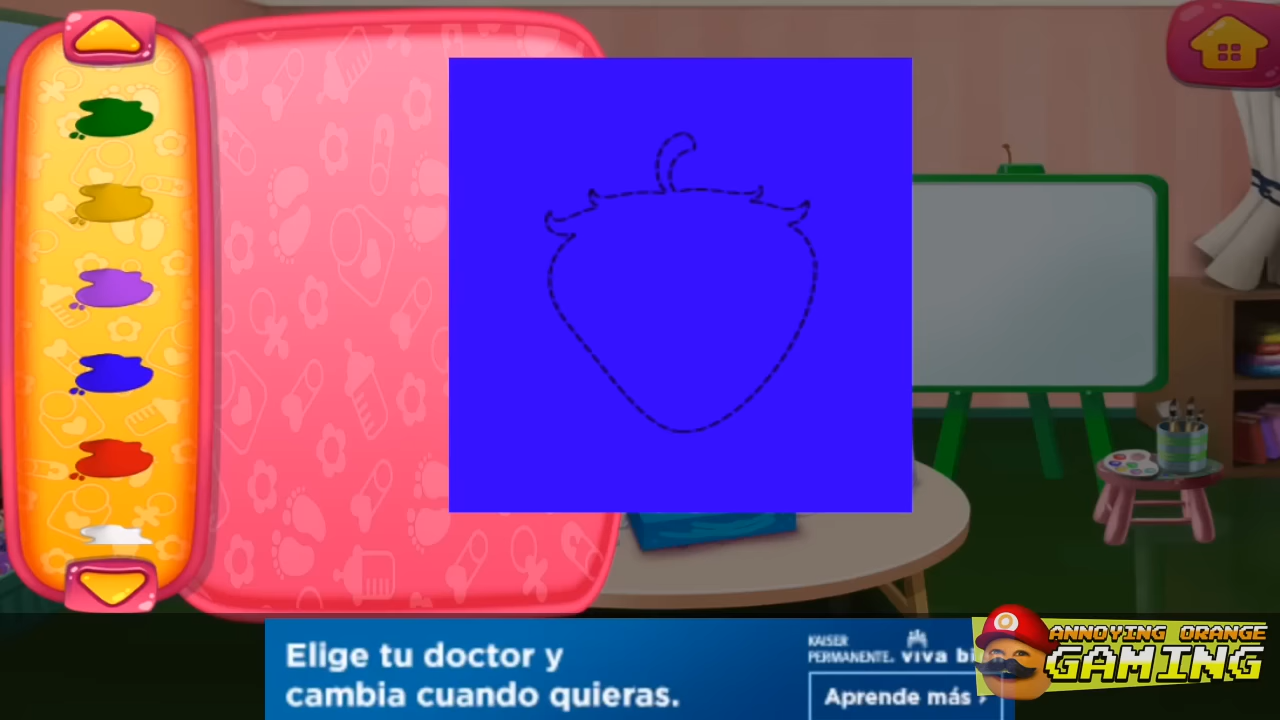 Elige tu doctor y
cambia cuando quieras.
KAISER
PERMANENTE®
Aprende más
ANNOYING ORANGE
GAMING